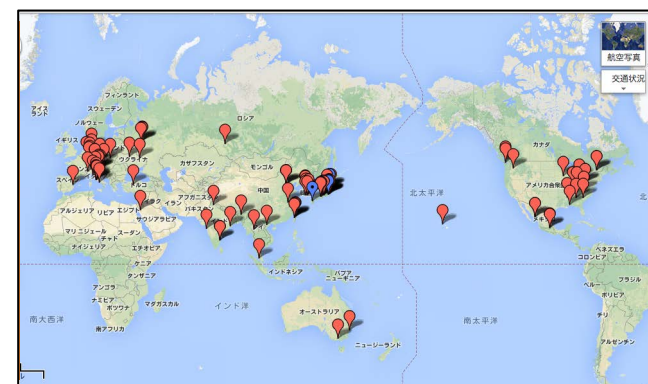 航空写真
交通状況
アイス
ランド
フィンランド
スウェーデン
ノルウェー
ロシア
イギリス
カナダ
ウクライナ
カザフスタン
モンゴル
スペ
トルコ
中国
アメリカ合衆
北太平洋
北
アフガニス
イラク イラン
パキスタン
アルジェリア リビア エジプト
サウジアラビア
メキ
マリ ニジェール スーダン
チャド
ナイジェリア
エチオピア
ベネズエラ
コロンビア
ケニア
タンザニア
インドネシア
パプア
ニューギニア
ブラジル
ペルー
ボリビア
アンゴラ
ナミビア
ボツワナ
マダガスカル
インド洋
オーストラリア
南太平洋
チリ
南大西洋
南アフリカ
ニュージーランド
アルゼンチン